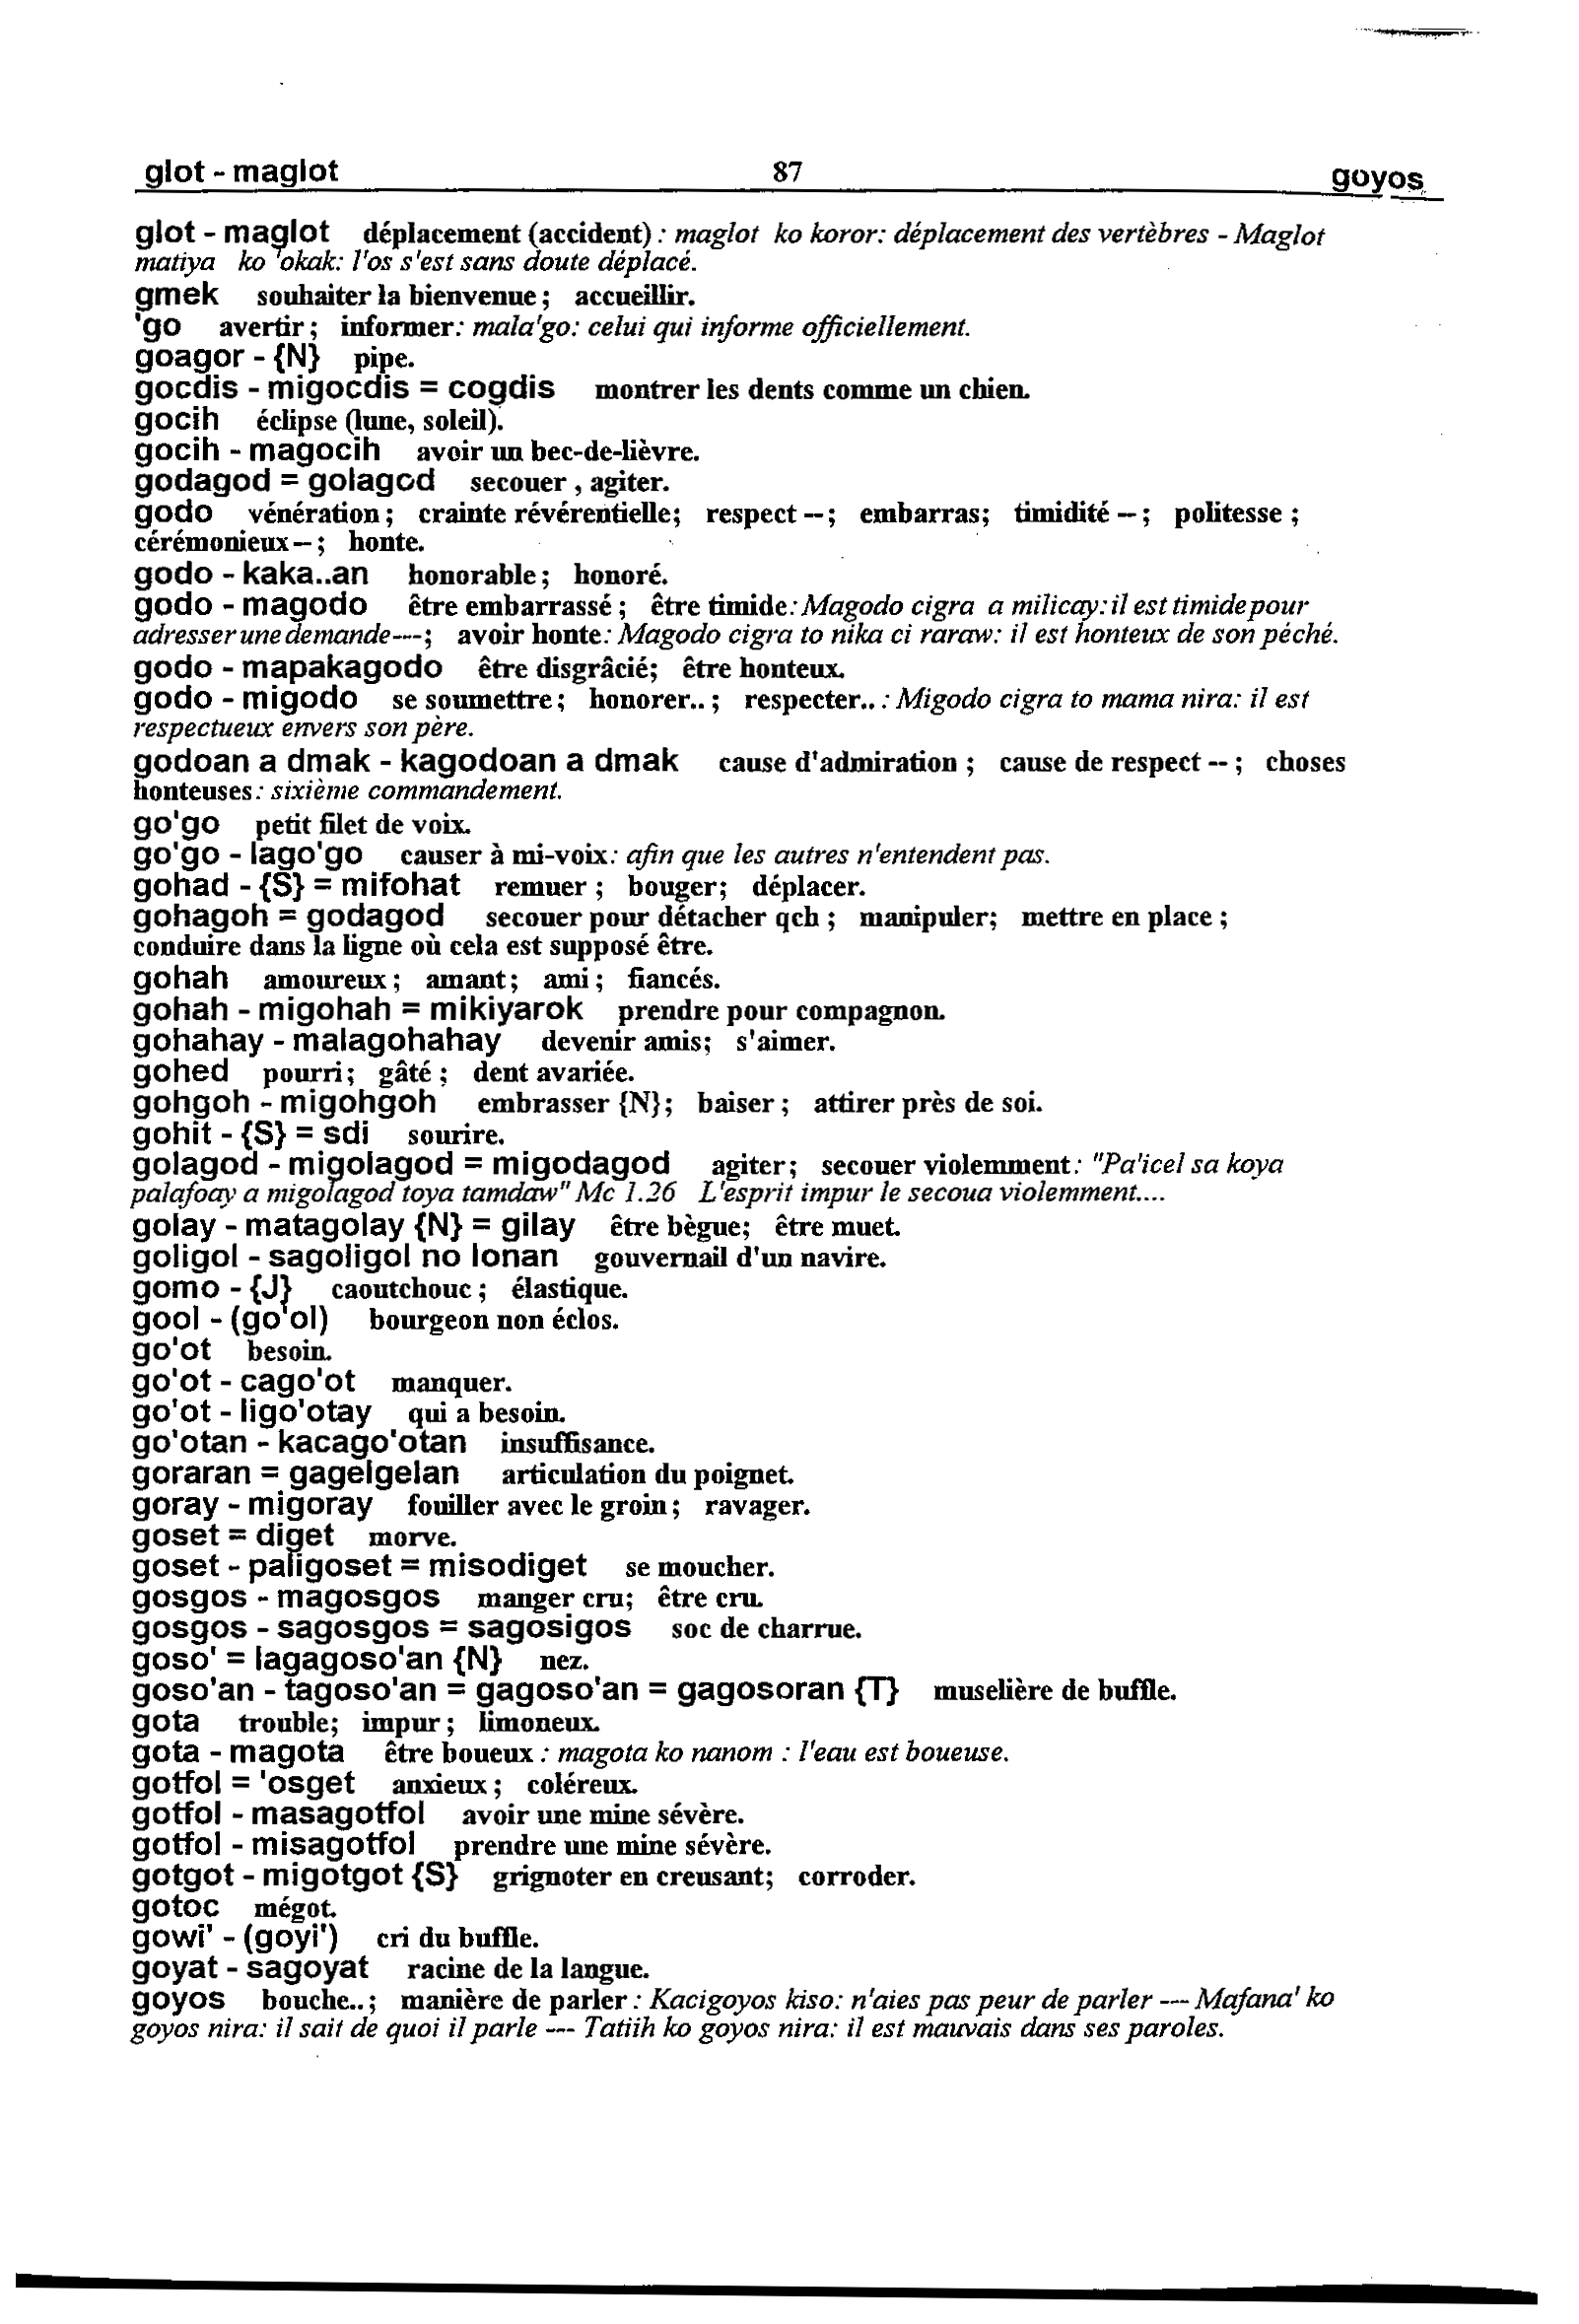 glot - maglot 87 goyos
glot - maglot déplacement (accident) : maglot ko koror: déplacement des vertèbres - Maglot
matiya ko 'okak: l'os s'est sans doute déplacé.
gmek souhaiter la bienvenue ; accueillir.
'go avertir ; informer: mala'go: celui qui informe officiellement.
goagor - {N} pipe.
gocdis - migocdis = cogdis montrer les dents comme un chien.
gocih éclipse (lune, soleil).
gocih - magocih avoir un bec-de-lièvre.
godagod = golagod secouer , agiter.
godo vénération ; crainte révérentielle; respect --; embarras; timidité -- ; politesse ;
cérémonieux -- ; honte.
godo - kaka..an honorable ; honoré.
godo - magodo être embarrassé ; être timide: Magodo cigra a milicay: il est timide pour
adresser une demande----; avoir honte: Magodo cigra to nika ci raraw: il est honteux de son péché.
godo - mapakagodo être disgrâcié; être honteux.
godo - migodo se soumettre ; honorer.. ; respecter.. : Migodo cigra to mama nira: il est
respectueux envers son père.
godoan a dmak - kagodoan a dmak cause d'admiration ; cause de respect -- ; choses
honteuses: sixième commandement.
go'go petit filet de voix.
go'go - lago'go causer à mi-voix: afin que les autres n'entendent pas.
gohad - {S} = mifohat remuer ; bouger; déplacer.
gohagoh = godagod secouer pour détacher qch ; manipuler; mettre en place ;
conduire dans la ligne où cela est supposé être.
gohah amoureux ; amant; ami ; fiancés.
gohah - migohah = mikiyarok prendre pour compagnon.
gohahay - malagohahay devenir amis; s'aimer.
gohed pourri ; gâté ; dent avariée.
gohgoh - migohgoh embrasser {N}; baiser ; attirer près de soi.
gohit - {S} = sdi sourire.
golagod - migolagod = migodagod agiter; secouer violemment: "Pa'icel sa koya
palafoay a migolagod toya tamdaw" Mc 1.26 L'esprit impur le secoua violemment....
golay - matagolay {N} = gilay être bègue; être muet.
goligol - sagoligol no lonan gouvernail d'un navire.
gomo - {J} caoutchouc ; élastique.
gool - (go'ol) bourgeon non éclos.
go'ot besoin.
go'ot - cago'ot manquer.
go'ot - ligo'otay qui a besoin.
go'otan - kacago'otan insuffisance.
goraran = gagelgelan articulation du poignet.
goray - migoray fouiller avec le groin ; ravager.
goset = diget morve.
goset - paligoset = misodiget se moucher.
gosgos - magosgos manger cru; être cru.
gosgos - sagosgos = sagosigos soc de charrue.
goso' = lagagoso'an {N} nez.
goso'an - tagoso'an = gagoso'an = gagosoran {T} muselière de buffle.
gota trouble; impur ; limoneux.
gota - magota être boueux : magota ko nanom : l'eau est boueuse.
gotfol = 'osget anxieux ; coléreux.
gotfol - masagotfol avoir une mine sévère.
gotfol - misagotfol prendre une mine sévère.
gotgot - migotgot {S} grignoter en creusant; corroder.
gotoc mégot.
gowi' - (goyi') cri du buffle.
goyat - sagoyat racine de la langue.
goyos bouche.. ; manière de parler : Kacigoyos kiso: n'aies pas peur de parler --- Mafana' ko
goyos nira: il sait de quoi il parle --- Tatiih ko goyos nira: il est mauvais dans ses paroles.